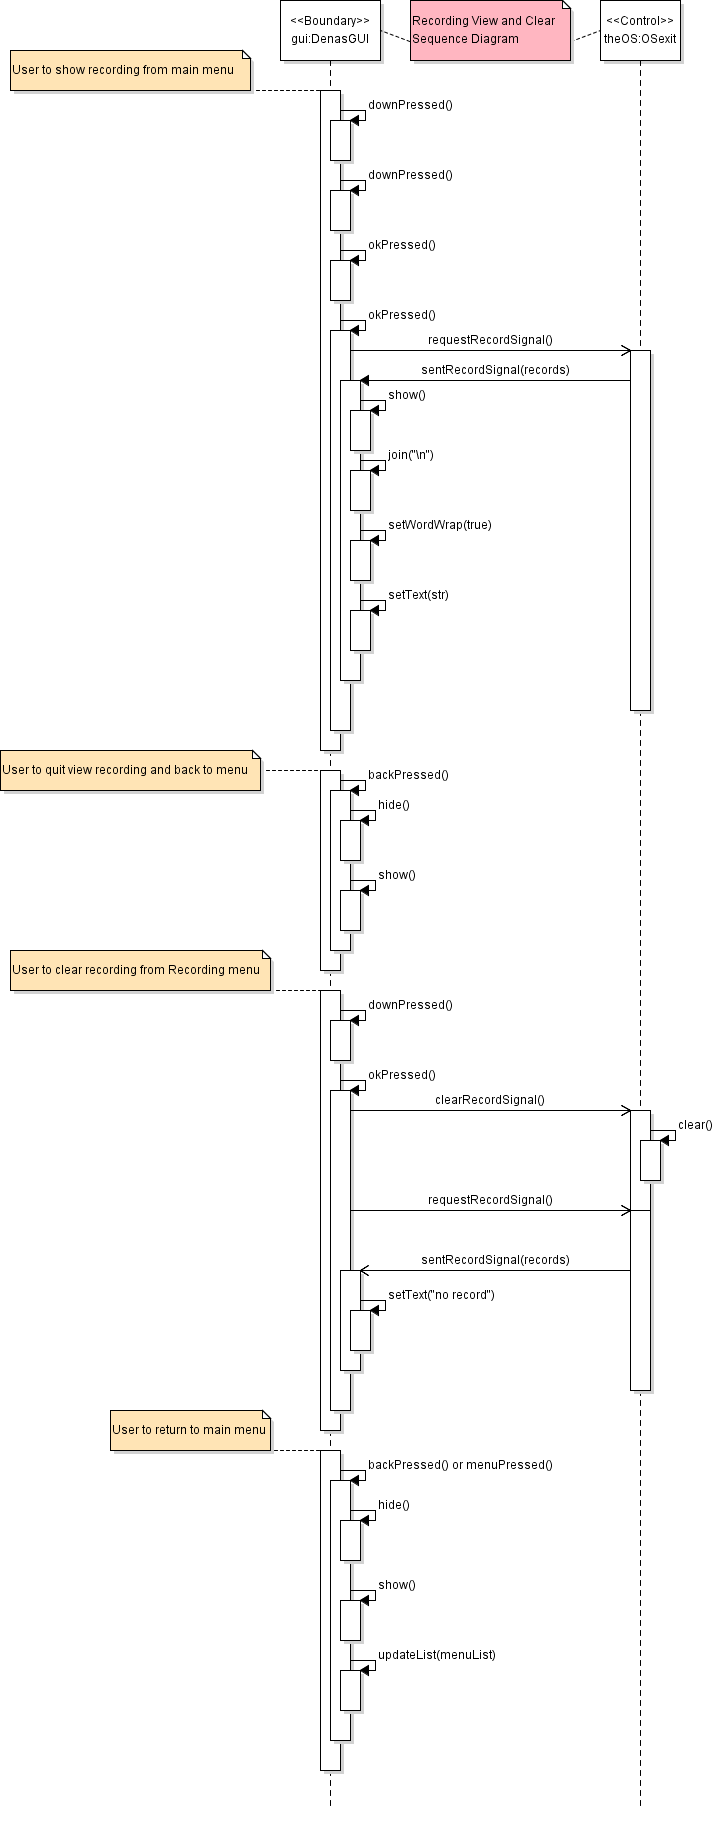 <<Boundary>>
gui:DenasGUI
Recording View and Clear
Sequence Diagram
<<Control>>
theOS:OSexit
User to show recording from main menu
downPressed()
downPressed()
okPressed()
okPressed()
requestRecordSignal()
sentRecordSignal(records)
show()
join("\n")
setWordWrap(true)
setText(str)
User to quit view recording and back to menu
backPressed()
hide()
show()
User to clear recording from Recording menu
downPressed()
okPressed()
clearRecordSignal()
clear()
requestRecordSignal()
sentRecordSignal(records)
setText("no record")
User to return to main menu
backPressed() or menuPressed()
hide()
show()
updateList(menuList)